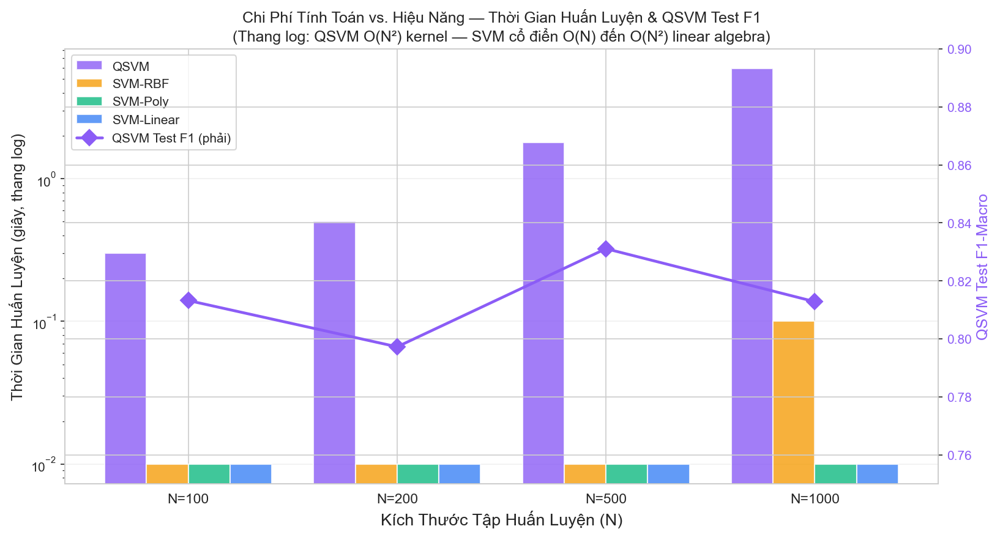 Chi Phí Tính Toán vs. Hiệu Năng — Thời Gian Huấn Luyện & QSVM Test F1
(Thang log: QSVM O(N²) kernel — SVM cổ điển O(N) đến O(N²) linear algebra)
QSVM
SVM-RBF
SVM-Poly
SVM-Linear
QSVM Test F1 (phải)
Thời Gian Huấn Luyện (giây, thang log)
10⁰
10⁻¹
10⁻²
0.90
0.88
0.86
0.84
0.82
0.80
0.78
0.76
QSVM Test F1-Macro
N=100
N=200
N=500
N=1000
Kích Thước Tập Huấn Luyện (N)